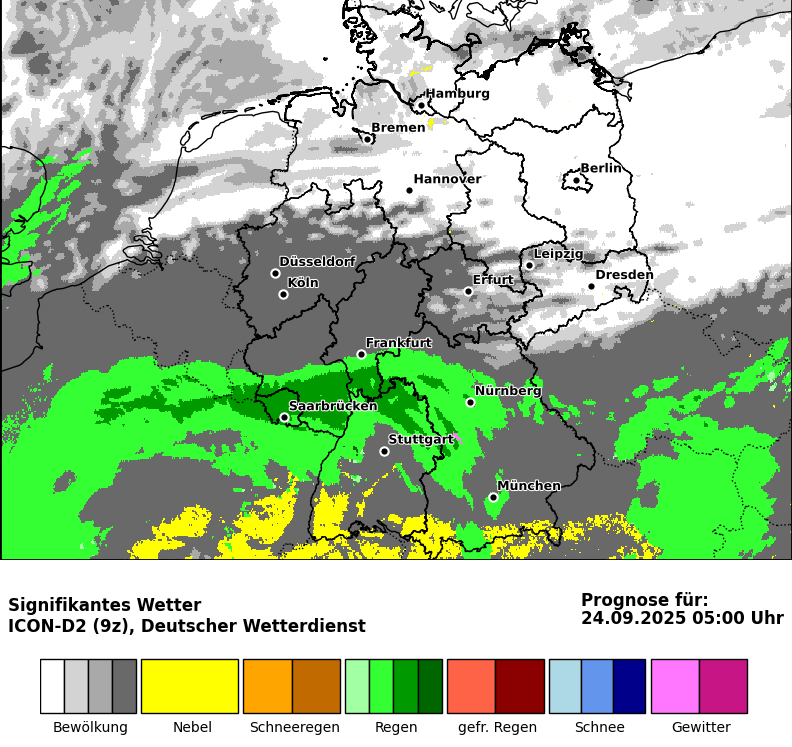 Hamburg
Bremen
Hannover
Berlin
Düsseldorf
Köln
Leipzig
Erfurt
Dresden
Frankfurt
Nürnberg
Saarbrücken
Stuttgart
München
Signifikantes Wetter
ICON-D2 (9z), Deutscher Wetterdienst
Prognose für:
24.09.2025 05:00 Uhr
Bewölkung Nebel Schneeregen Regen gefr. Regen Schnee Gewitter